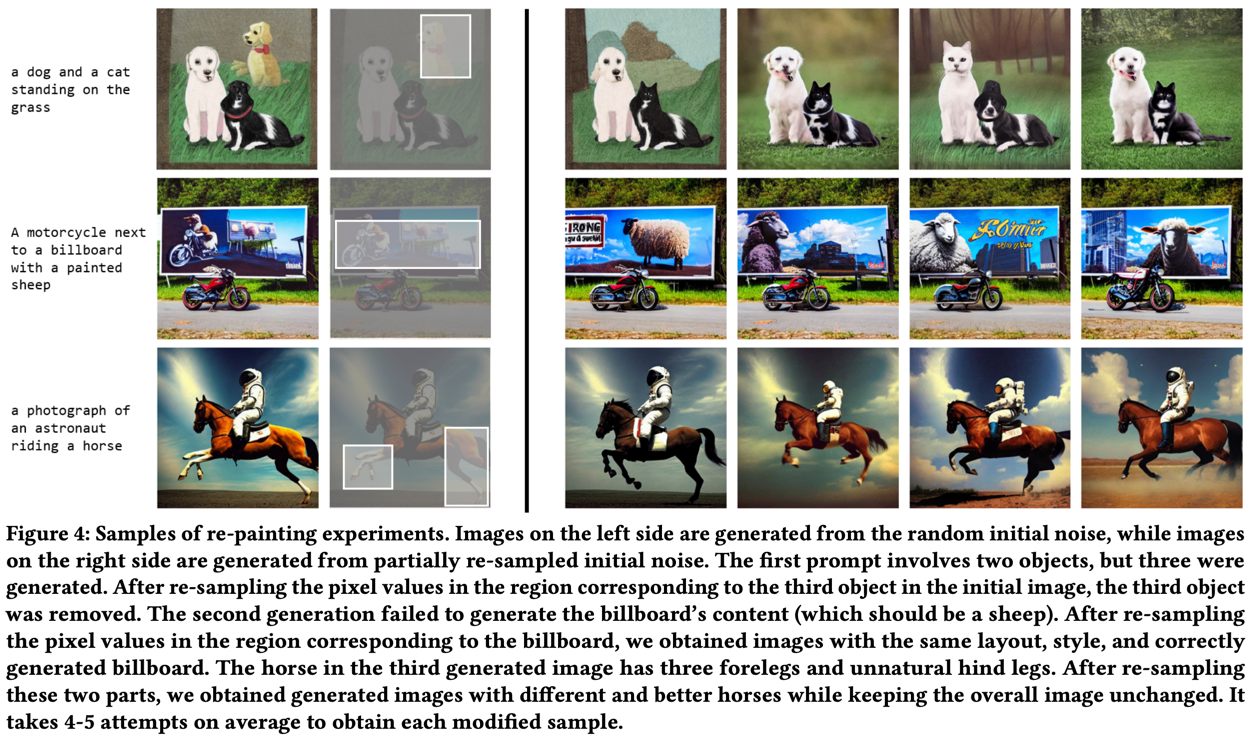 a dog and a cat
standing on the
grass
A motorcycle next
to a billboard
with a painted
sheep
STRONG
a photograph of
an astronaut
riding a horse
Figure 4: Samples of re-painting experiments. Images on the left side are generated from the random initial noise, while images
on the right side are generated from partially re-sampled initial noise. The first prompt involves two objects, but three were
generated. After re-sampling the pixel values in the region corresponding to the third object in the initial image, the third object
was removed. The second generation failed to generate the billboard's content (which should be a sheep). After re-sampling
the pixel values in the region corresponding to the billboard, we obtained images with the same layout, style, and correctly
generated billboard. The horse in the third generated image has three forelegs and unnatural hind legs. After re-sampling
these two parts, we obtained generated images with different and better horses while keeping the overall image unchanged. It
takes 4-5 attempts on average to obtain each modified sample.